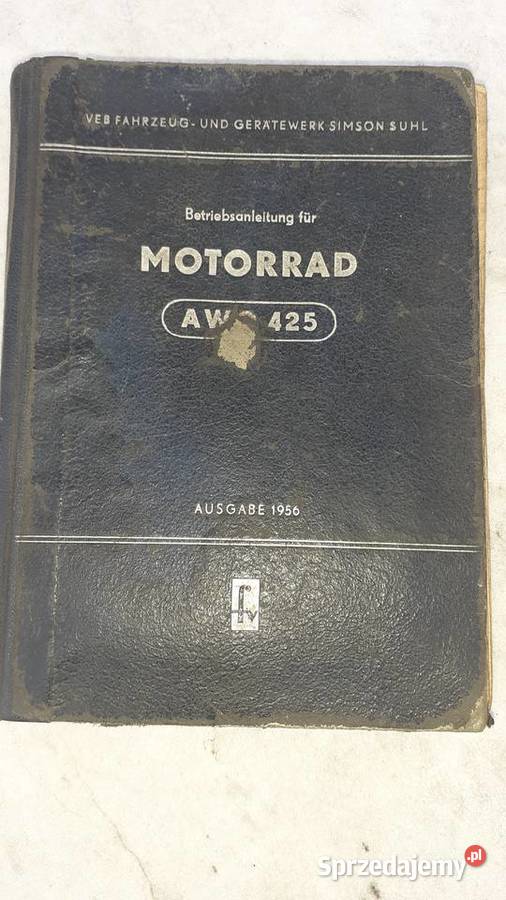 VEB FAHRZEUG- UND GERÄTEWERK SIMSON SUHL
Betriebsanleitung für
MOTORRAD
425
AUSGABE 1956
Sprzedajemy.pl